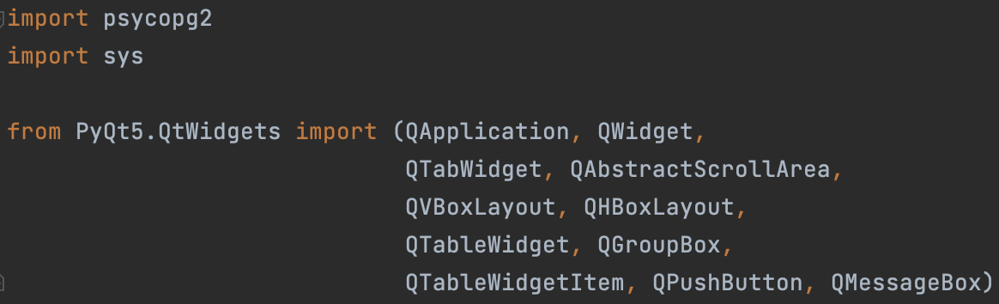 import psycopg2
import sys
from PyQt5.QtWidgets import (QApplication, QWidget,
QTabWidget, QAbstractScrollArea,
QVBoxLayout, QHBoxLayout,
QTableWidget, QGroupBox,
QTableWidgetItem, QPushButton, QMessageBox)